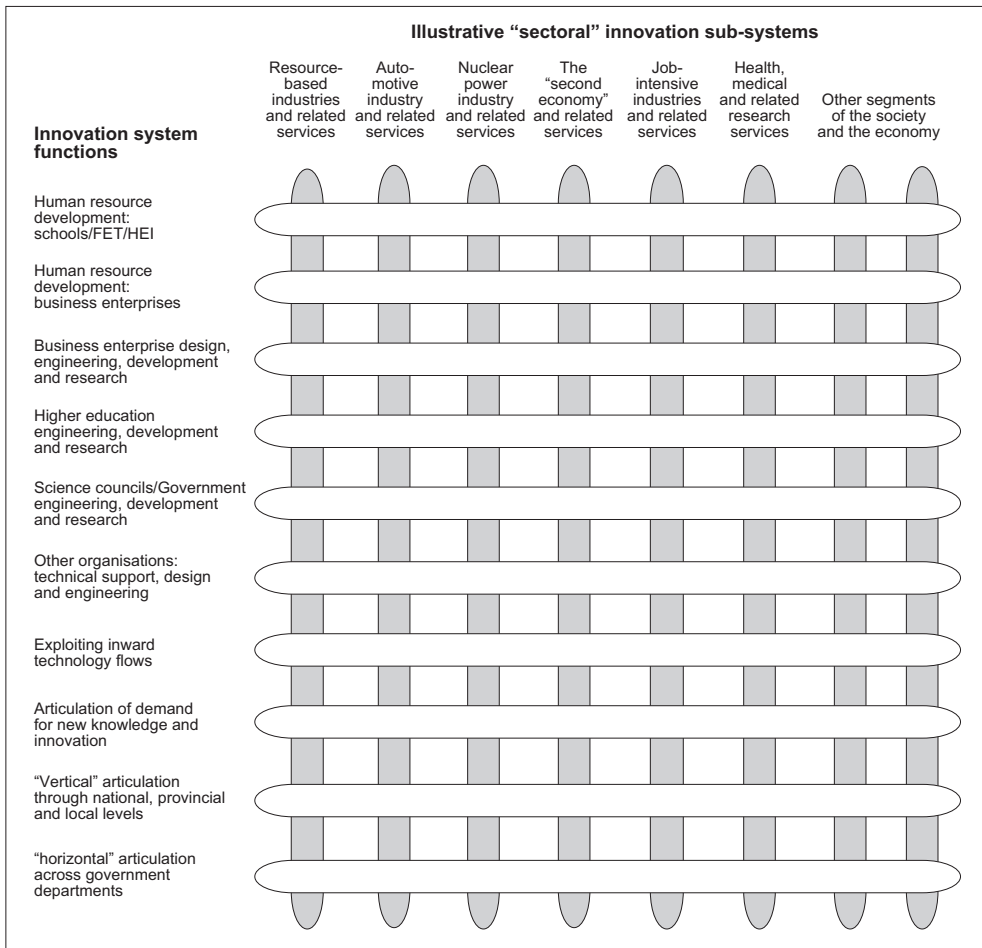 Illustrative “sectoral” innovation sub-systems
Resource-
based
industries
and related
services
Auto-
motive
industry
and related
services
Nuclear
power
industry
and related
services
The
“second
economy”
and related
services
Job-
intensive
industries
and related
services
Health,
medical
and related
research
services
Other segments
of the society
and the economy
Innovation system
functions
Human resource
development:
schools/FET/HEI
Human resource
development:
business enterprises
Business enterprise design,
engineering, development
and research
Higher education
engineering, development
and research
Science councils/Government
engineering, development
and research
Other organisations:
technical support, design
and engineering
Exploiting inward
technology flows
Articulation of demand
for new knowledge and
innovation
“Vertical” articulation
through national, provincial
and local levels
“horizontal” articulation
across government
departments